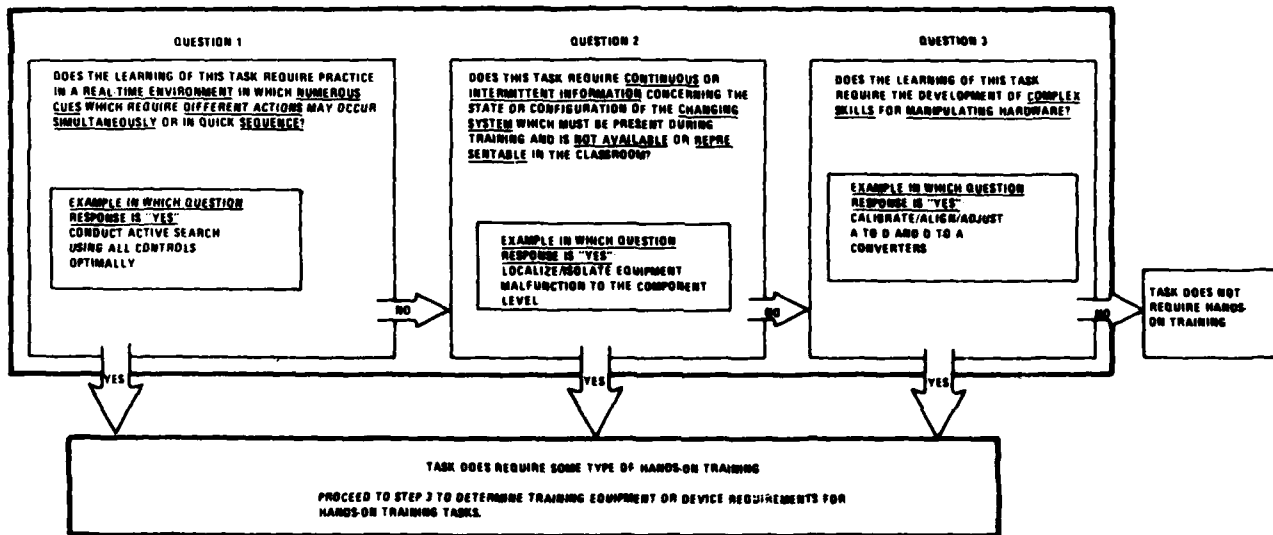 QUESTION 1
DOES THE LEARNING OF THIS TASK REQUIRE PRACTICE
IN A REAL-TIME ENVIRONMENT IN WHICH NUMEROUS
CUES WHICH REQUIRE DIFFERENT ACTIONS MAY OCCUR
SIMULTANEOUSLY OR IN QUICK SEQUENCE?
EXAMPLE IN WHICH QUESTION
RESPONSE IS "YES"
CONDUCT ACTIVE SEARCH
USING ALL CONTROLS
OPTIMALLY
NO
YES
QUESTION 2
DOES THIS TASK REQUIRE CONTINUOUS OR
INTERMITTENT INFORMATION CONCERNING THE
STATE OR CONFIGURATION OF THE CHANGING
SYSTEM WHICH MUST BE PRESENT DURING
TRAINING AND IS NOT AVAILABLE OR REPRE
SENTABLE IN THE CLASSROOM?
EXAMPLE IN WHICH QUESTION
RESPONSE IS "YES"
LOCALIZE/ISOLATE EQUIPMENT
MALFUNCTION TO THE COMPONENT
LEVEL
NO
YES
QUESTION 3
DOES THE LEARNING OF THIS TASK
REQUIRE THE DEVELOPMENT OF COMPLEX
SKILLS FOR MANIPULATING HARDWARE?
EXAMPLE IN WHICH QUESTION
RESPONSE IS "YES"
CALIBRATE/ALIGN/ADJUST
A TO D AND D TO A
CONVERTERS
NO
YES
TASK DOES NOT
REQUIRE HANDS-
ON TRAINING
TASK DOES REQUIRE SOME TYPE OF HANDS-ON TRAINING
PROCEED TO STEP 3 TO DETERMINE TRAINING EQUIPMENT OR DEVICE REQUIREMENTS FOR
HANDS-ON TRAINING TASKS.